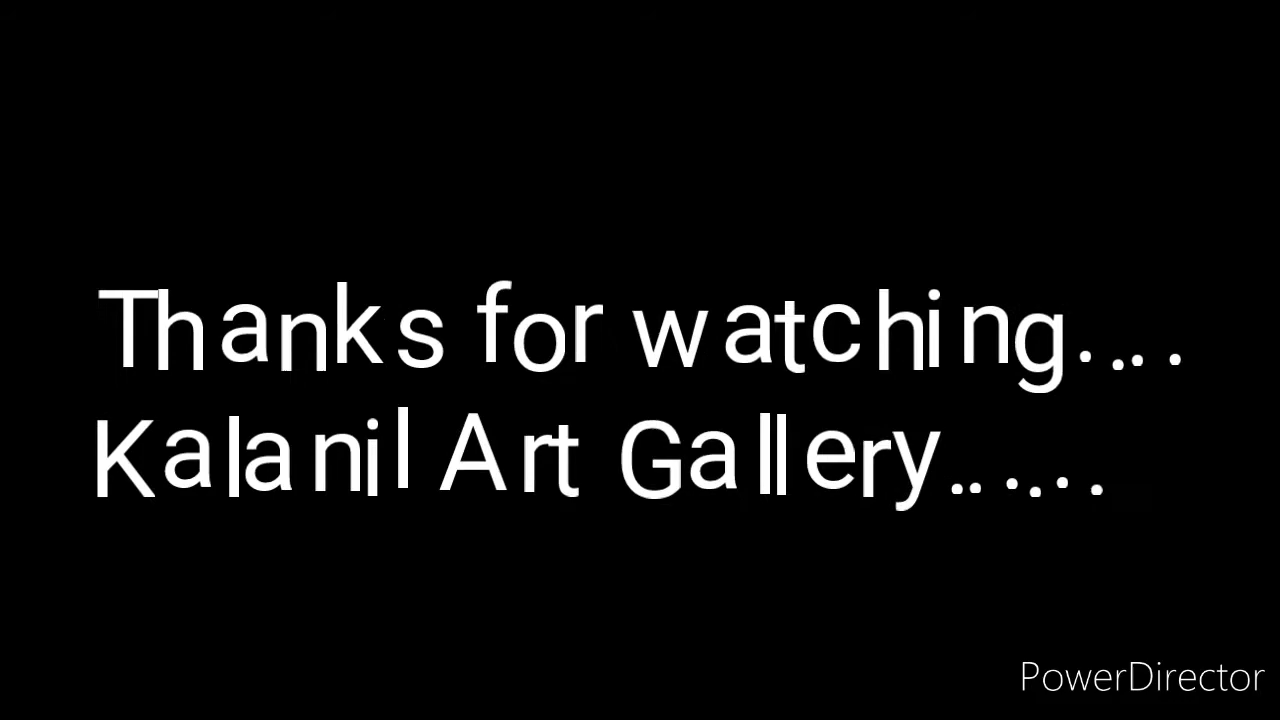 Thanks for watching.....
Kalanil Art Gallery.......
PowerDirector